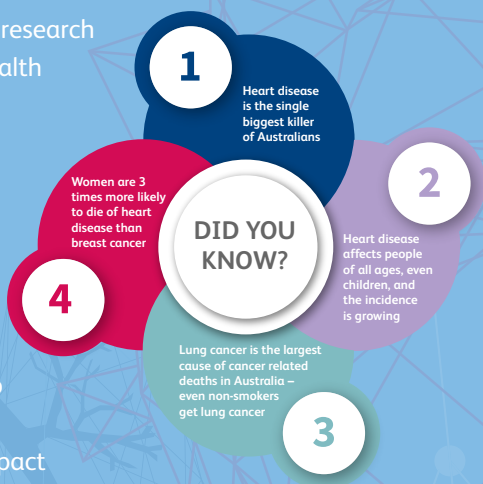 research
alth
1
Heart disease
is the single
biggest killer
of Australians
2
Heart disease
affects people
of all ages, even
children, and
the incidence
is growing
DID YOU
KNOW?
Women are 3
times more likely
to die of heart
disease than
breast cancer
4
Lung cancer is the largest
cause of cancer related
deaths in Australia –
even non-smokers
get lung cancer
3
pact